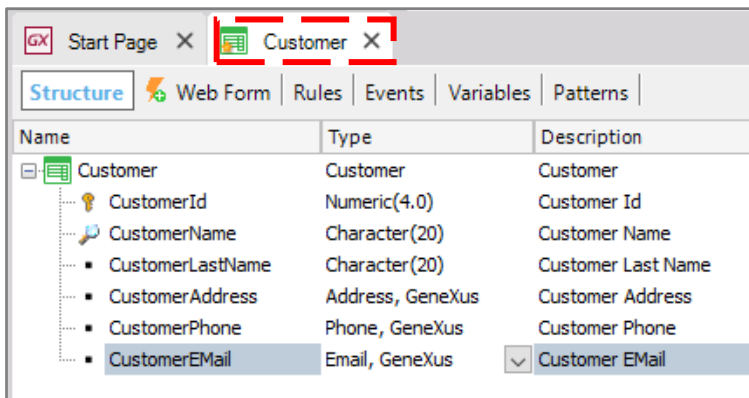 GX Start Page Customer
Structure Web Form Rules Events Variables Patterns
Name Type Description
Customer Customer Customer
CustomerId Numeric(4.0) Customer Id
CustomerName Character(20) Customer Name
CustomerLastName Character(20) Customer Last Name
CustomerAddress Address, GeneXus Customer Address
CustomerPhone Phone, GeneXus Customer Phone
CustomerEMail Email, GeneXus Customer EMail